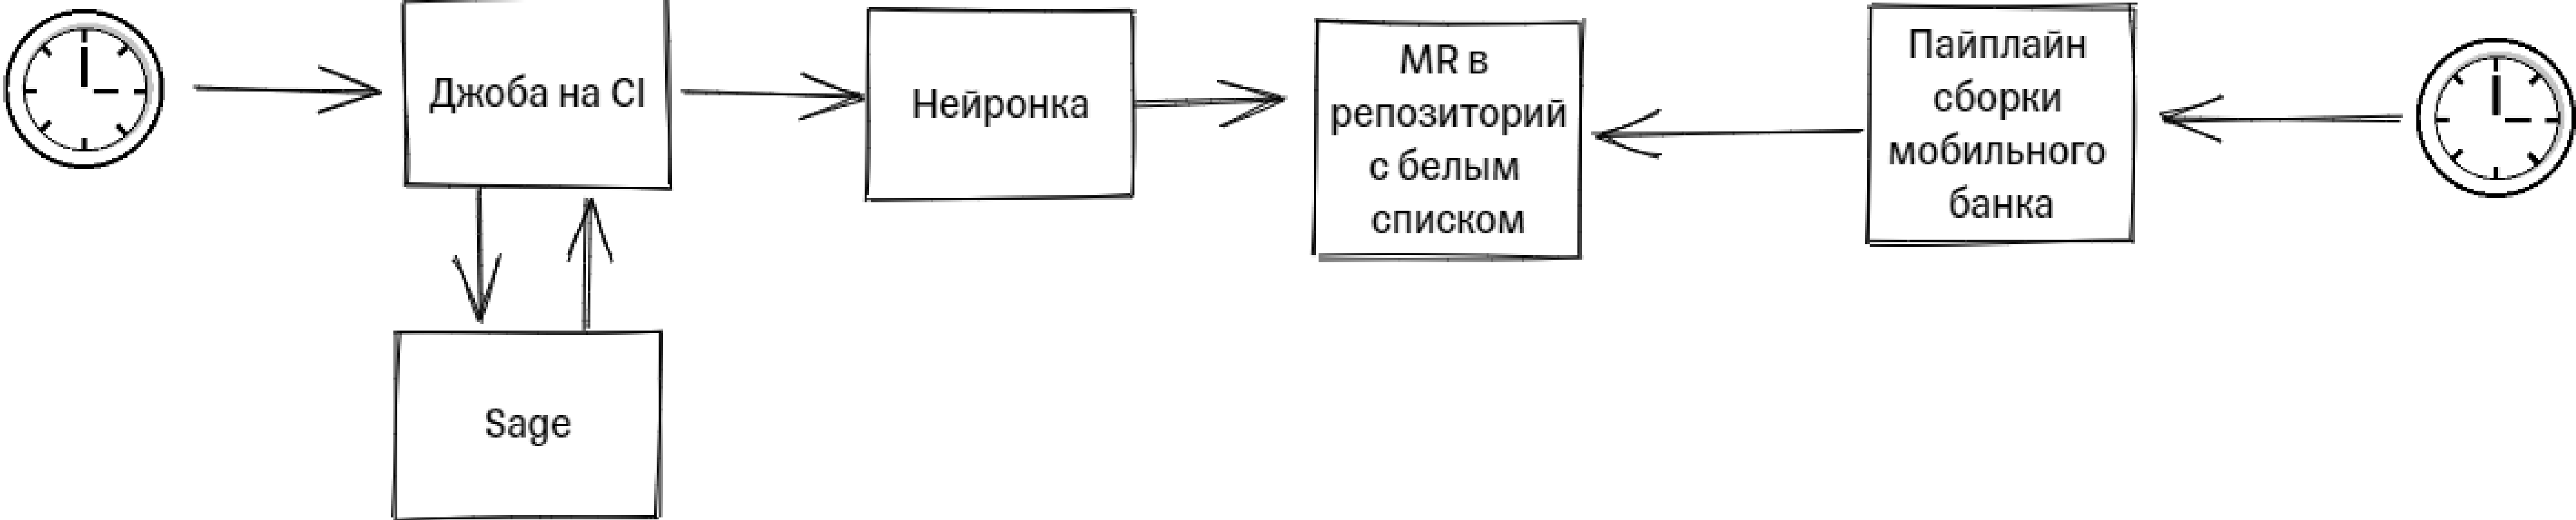 Джоба на CI
Нейронка
MR в
репозиторий
с белым
списком
Пайплайн
сборки
мобильного
банка
Sage